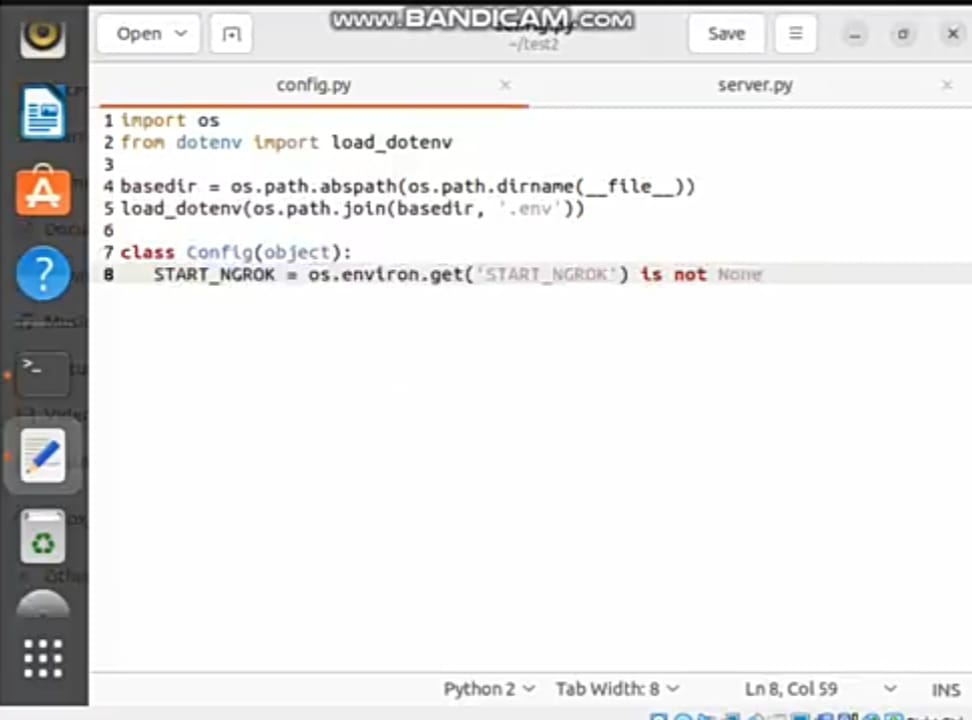 www.BANDICAM.com
Open
config.py
Save
~/test2
config.py
server.py
1 import os
2 from dotenv import load_dotenv
3
4 basedir = os.path.abspath(os.path.dirname(__file__))
5 load_dotenv(os.path.join(basedir, '.env'))
6
7 class Config(object):
8 START_NGROK = os.environ.get('START_NGROK') is not None
Python 2
Tab Width: 8
Ln 8, Col 59
INS